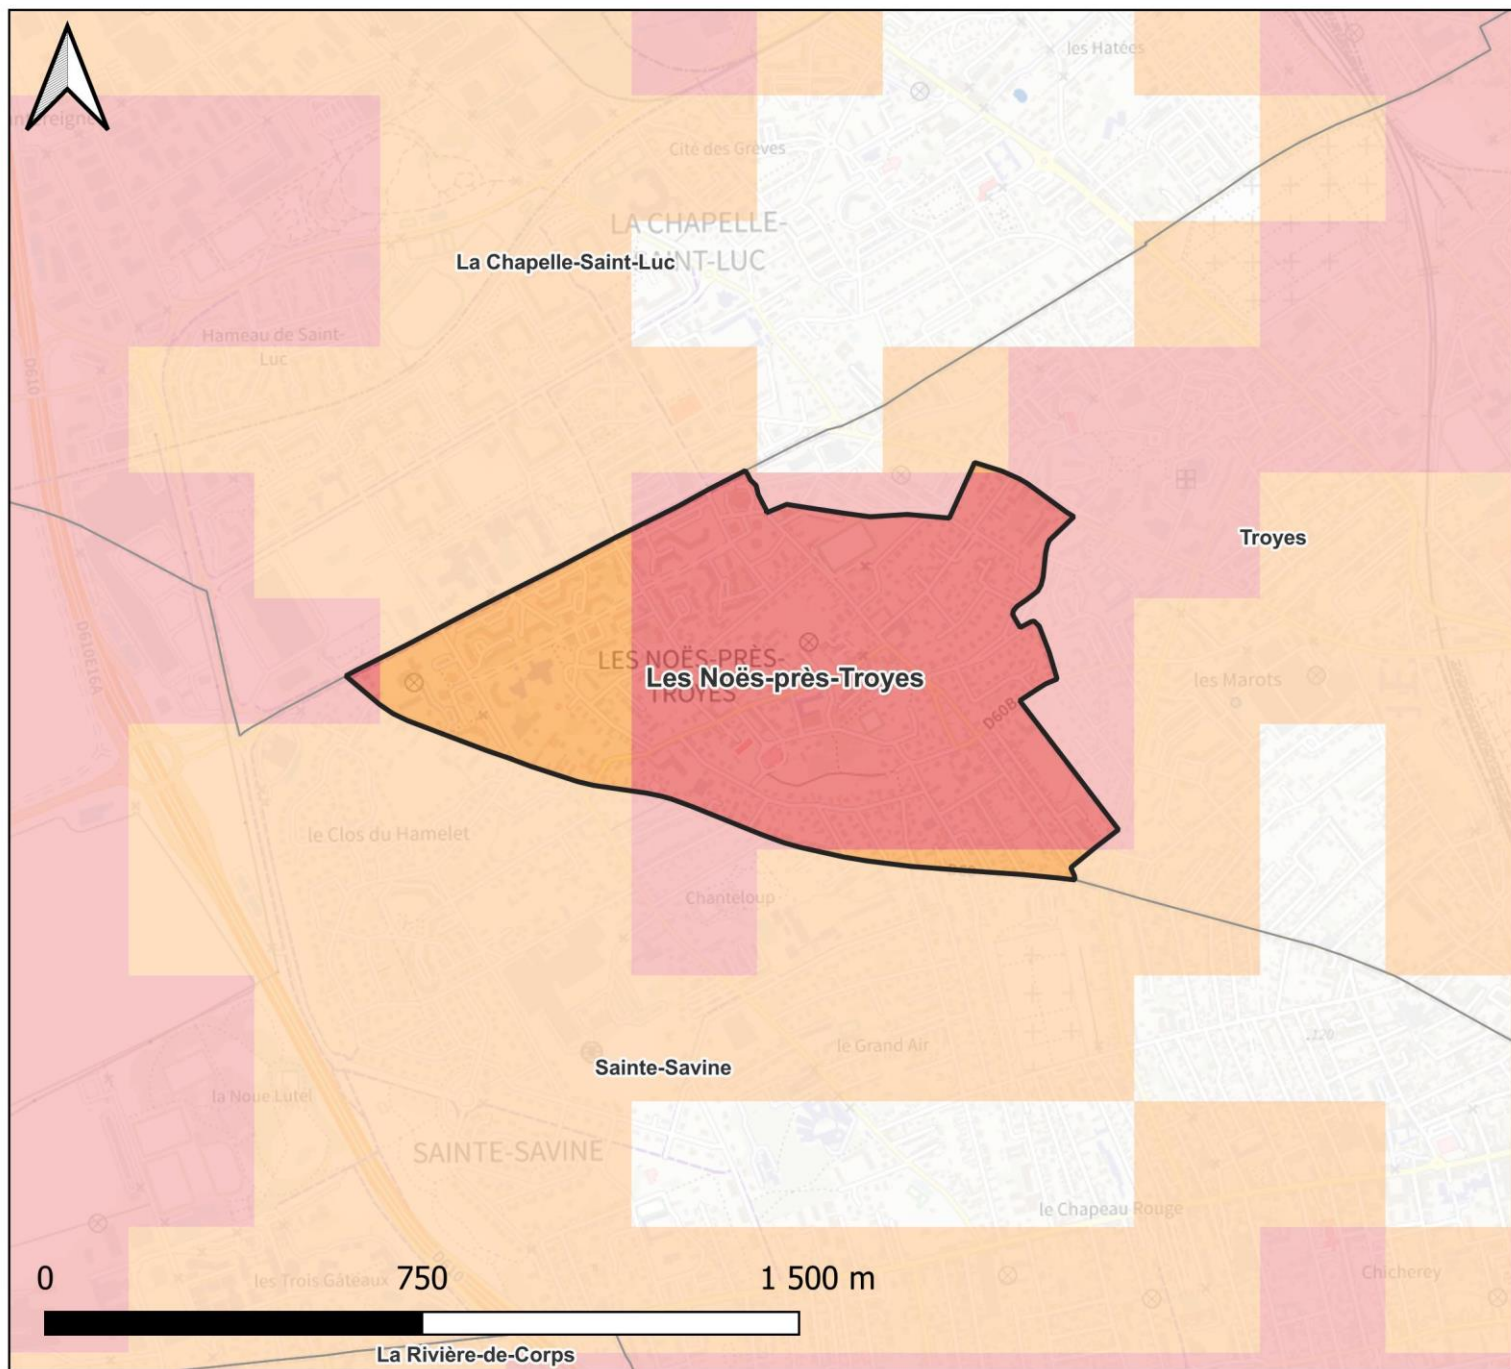 les Hatées
Cité des Grèves
LA CHAPELLE-
SAINT-LUC
La Chapelle-Saint-Luc
Hameau de Saint-
Luc
D610
Troyes
D610E16A
LES NOËS-PRÈS-
TROYES
Les Noës-près-Troyes
les Marots
D60B
le Clos du Hamelet
Chanteloup
le Grand Air
Sainte-Savine
la Noue Lutel
SAINTE-SAVINE
le Chapeau Rouge
les Trois Gâteaux
Chicherey
0 750 1 500 m
La Rivière-de-Corps